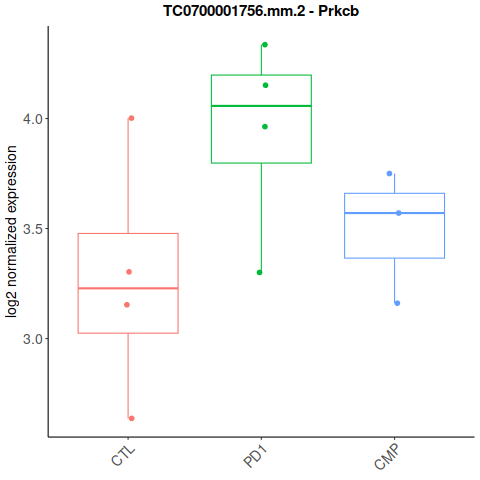 TC0700001756.mm.2 - Prkcb
log2 normalized expression
4.0
3.5
3.0
CTL
PD1
CMP